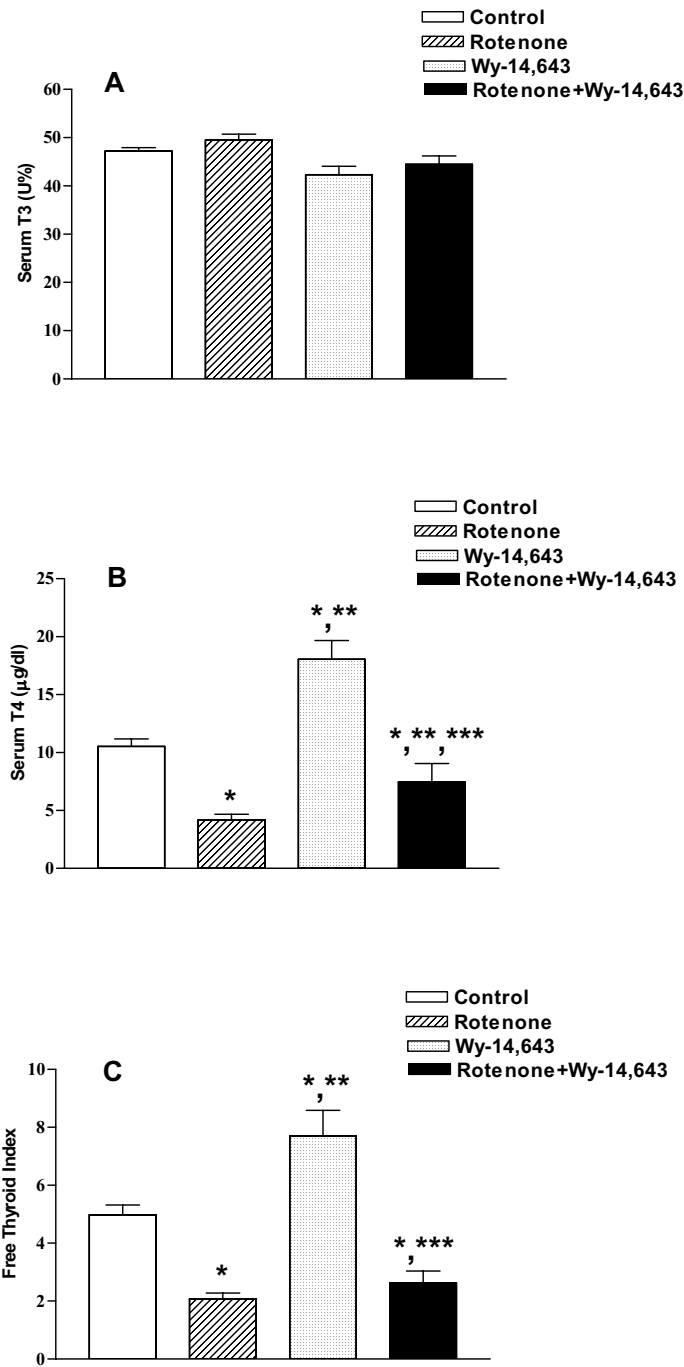 Control
Rotenone
Wy-14,643
Rotenone+Wy-14,643
A
60
50
40
30
20
10
0
Serum T3 (U%)
Control
Rotenone
Wy-14,643
Rotenone+Wy-14,643
B
25
20
15
10
5
0
Serum T4 (μg/dl)
*
*,**
*,**,***
Control
Rotenone
Wy-14,643
Rotenone+Wy-14,643
C
10
8
6
4
2
0
Free Thyroid Index
*
*,**
*,***